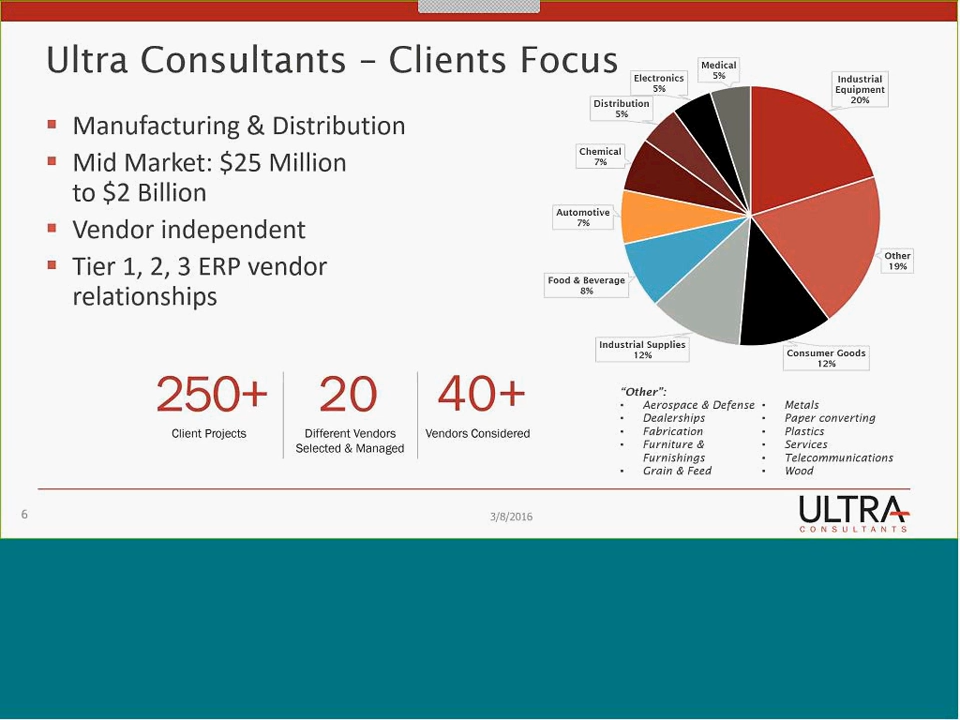 Ultra Consultants – Clients Focus
Manufacturing & Distribution
Mid Market: $25 Million
to $2 Billion
Vendor independent
Tier 1, 2, 3 ERP vendor
relationships
250+
Client Projects
20
Different Vendors
Selected & Managed
40+
Vendors Considered
Medical
5%
Electronics
5%
Distribution
5%
Chemical
7%
Automotive
7%
Food & Beverage
8%
Industrial Supplies
12%
Consumer Goods
12%
Other
19%
Industrial
Equipment
20%
“Other”:
• Aerospace & Defense
• Dealerships
• Fabrication
• Furniture &
Furnishings
• Grain & Feed
• Metals
• Paper converting
• Plastics
• Services
• Telecommunications
• Wood
6
3/8/2016
ULTRA
CONSULTANTS